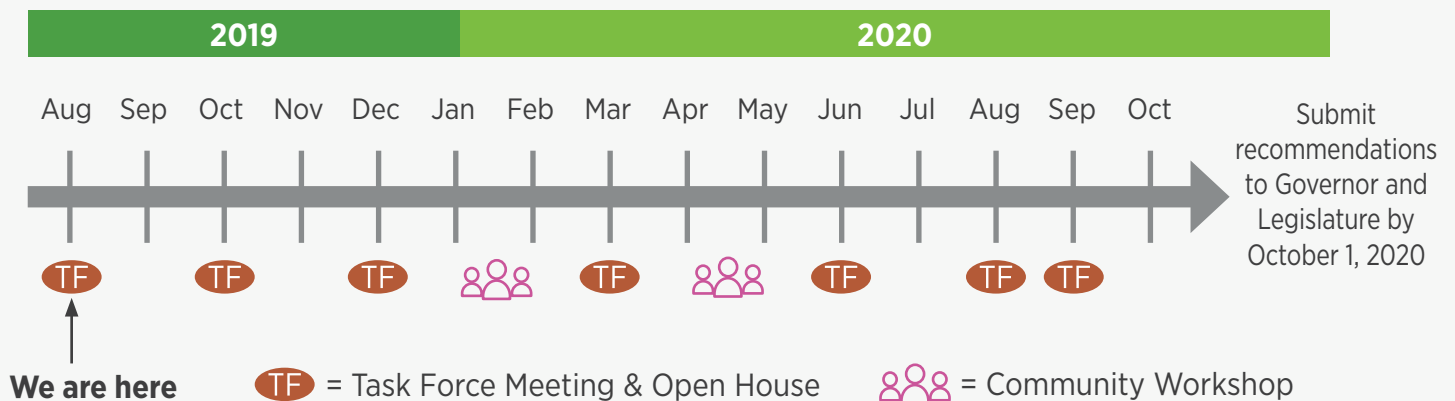 2019 2020
Aug Sep Oct Nov Dec Jan Feb Mar Apr May Jun Jul Aug Sep Oct
Submit
recommendations
to Governor and
Legislature by
October 1, 2020
TF TF TF TF TF TF TF
We are here
TF = Task Force Meeting & Open House
= Community Workshop